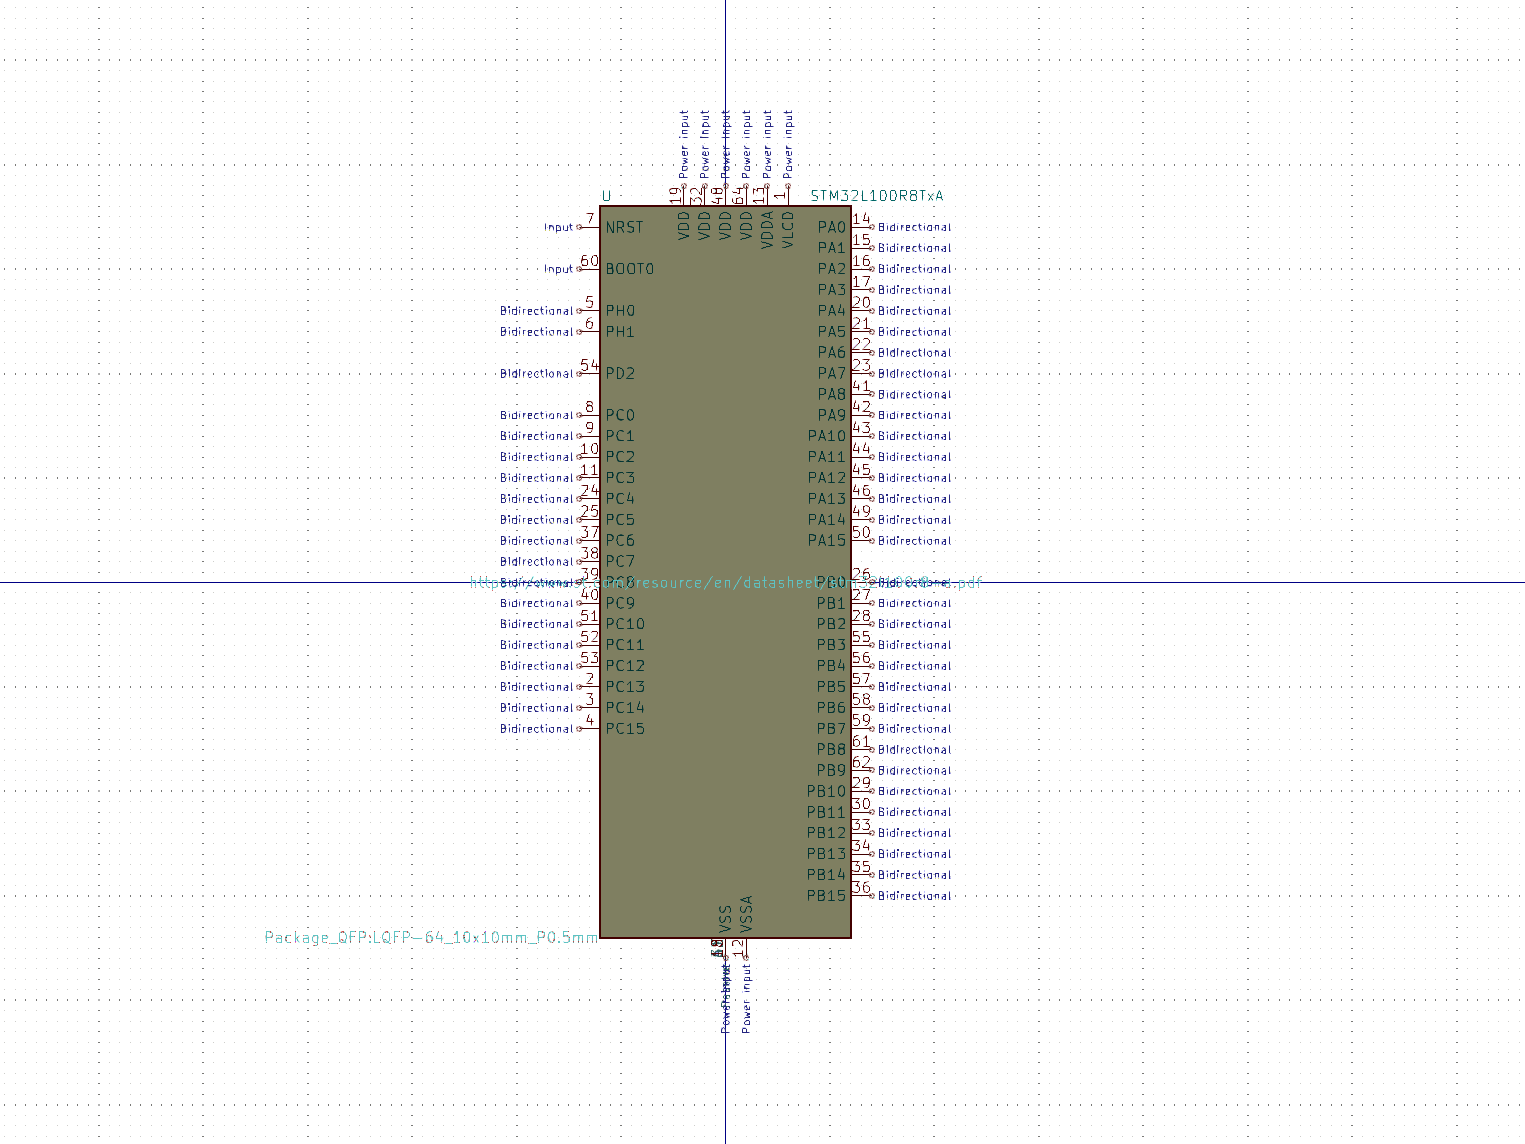 Power input
Power input
Power input
Power input
Power input
Power input
19
32
48
64
13
1
U
STM32L100R8TxA
VDD
VDD
VDD
VDD
VDDA
VLCD
Input 7 NRST
Input 60 BOOT0
Bidirectional 5 PH0
Bidirectional 6 PH1
Bidirectional 54 PD2
Bidirectional 8 PC0
Bidirectional 9 PC1
Bidirectional 10 PC2
Bidirectional 11 PC3
Bidirectional 24 PC4
Bidirectional 25 PC5
Bidirectional 37 PC6
Bidirectional 38 PC7
Bidirectional 39 PC8
Bidirectional 40 PC9
Bidirectional 51 PC10
Bidirectional 52 PC11
Bidirectional 53 PC12
Bidirectional 2 PC13
Bidirectional 3 PC14
Bidirectional 4 PC15
PA0 14 Bidirectional
PA1 15 Bidirectional
PA2 16 Bidirectional
PA3 17 Bidirectional
PA4 20 Bidirectional
PA5 21 Bidirectional
PA6 22 Bidirectional
PA7 23 Bidirectional
PA8 41 Bidirectional
PA9 42 Bidirectional
PA10 43 Bidirectional
PA11 44 Bidirectional
PA12 45 Bidirectional
PA13 46 Bidirectional
PA14 49 Bidirectional
PA15 50 Bidirectional
PB0 26 Bidirectional
PB1 27 Bidirectional
PB2 28 Bidirectional
PB3 55 Bidirectional
PB4 56 Bidirectional
PB5 57 Bidirectional
PB6 58 Bidirectional
PB7 59 Bidirectional
PB8 61 Bidirectional
PB9 62 Bidirectional
PB10 29 Bidirectional
PB11 30 Bidirectional
PB12 33 Bidirectional
PB13 34 Bidirectional
PB14 35 Bidirectional
PB15 36 Bidirectional
VSS
VSSA
Package_QFP:LQFP-64_10x10mm_P0.5mm
12
Power input
Power input